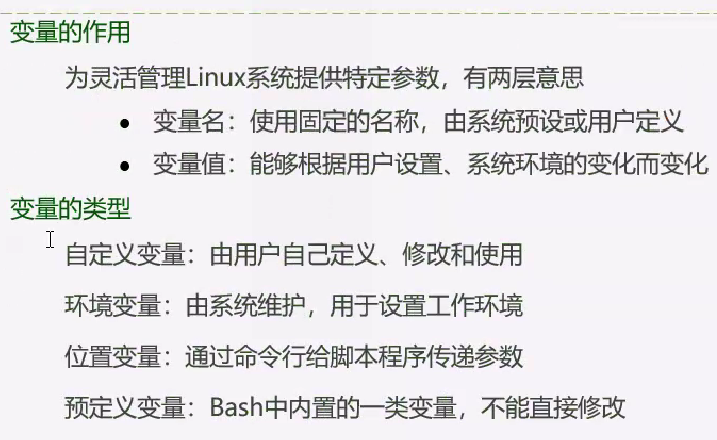 变量的作用
为灵活管理Linux系统提供特定参数，有两层意思
• 变量名：使用固定的名称，由系统预设或用户定义
• 变量值：能够根据用户设置、系统环境的变化而变化
变量的类型
自定义变量：由用户自己定义、修改和使用
环境变量：由系统维护，用于设置工作环境
位置变量：通过命令行给脚本程序传递参数
预定义变量：Bash中内置的一类变量，不能直接修改